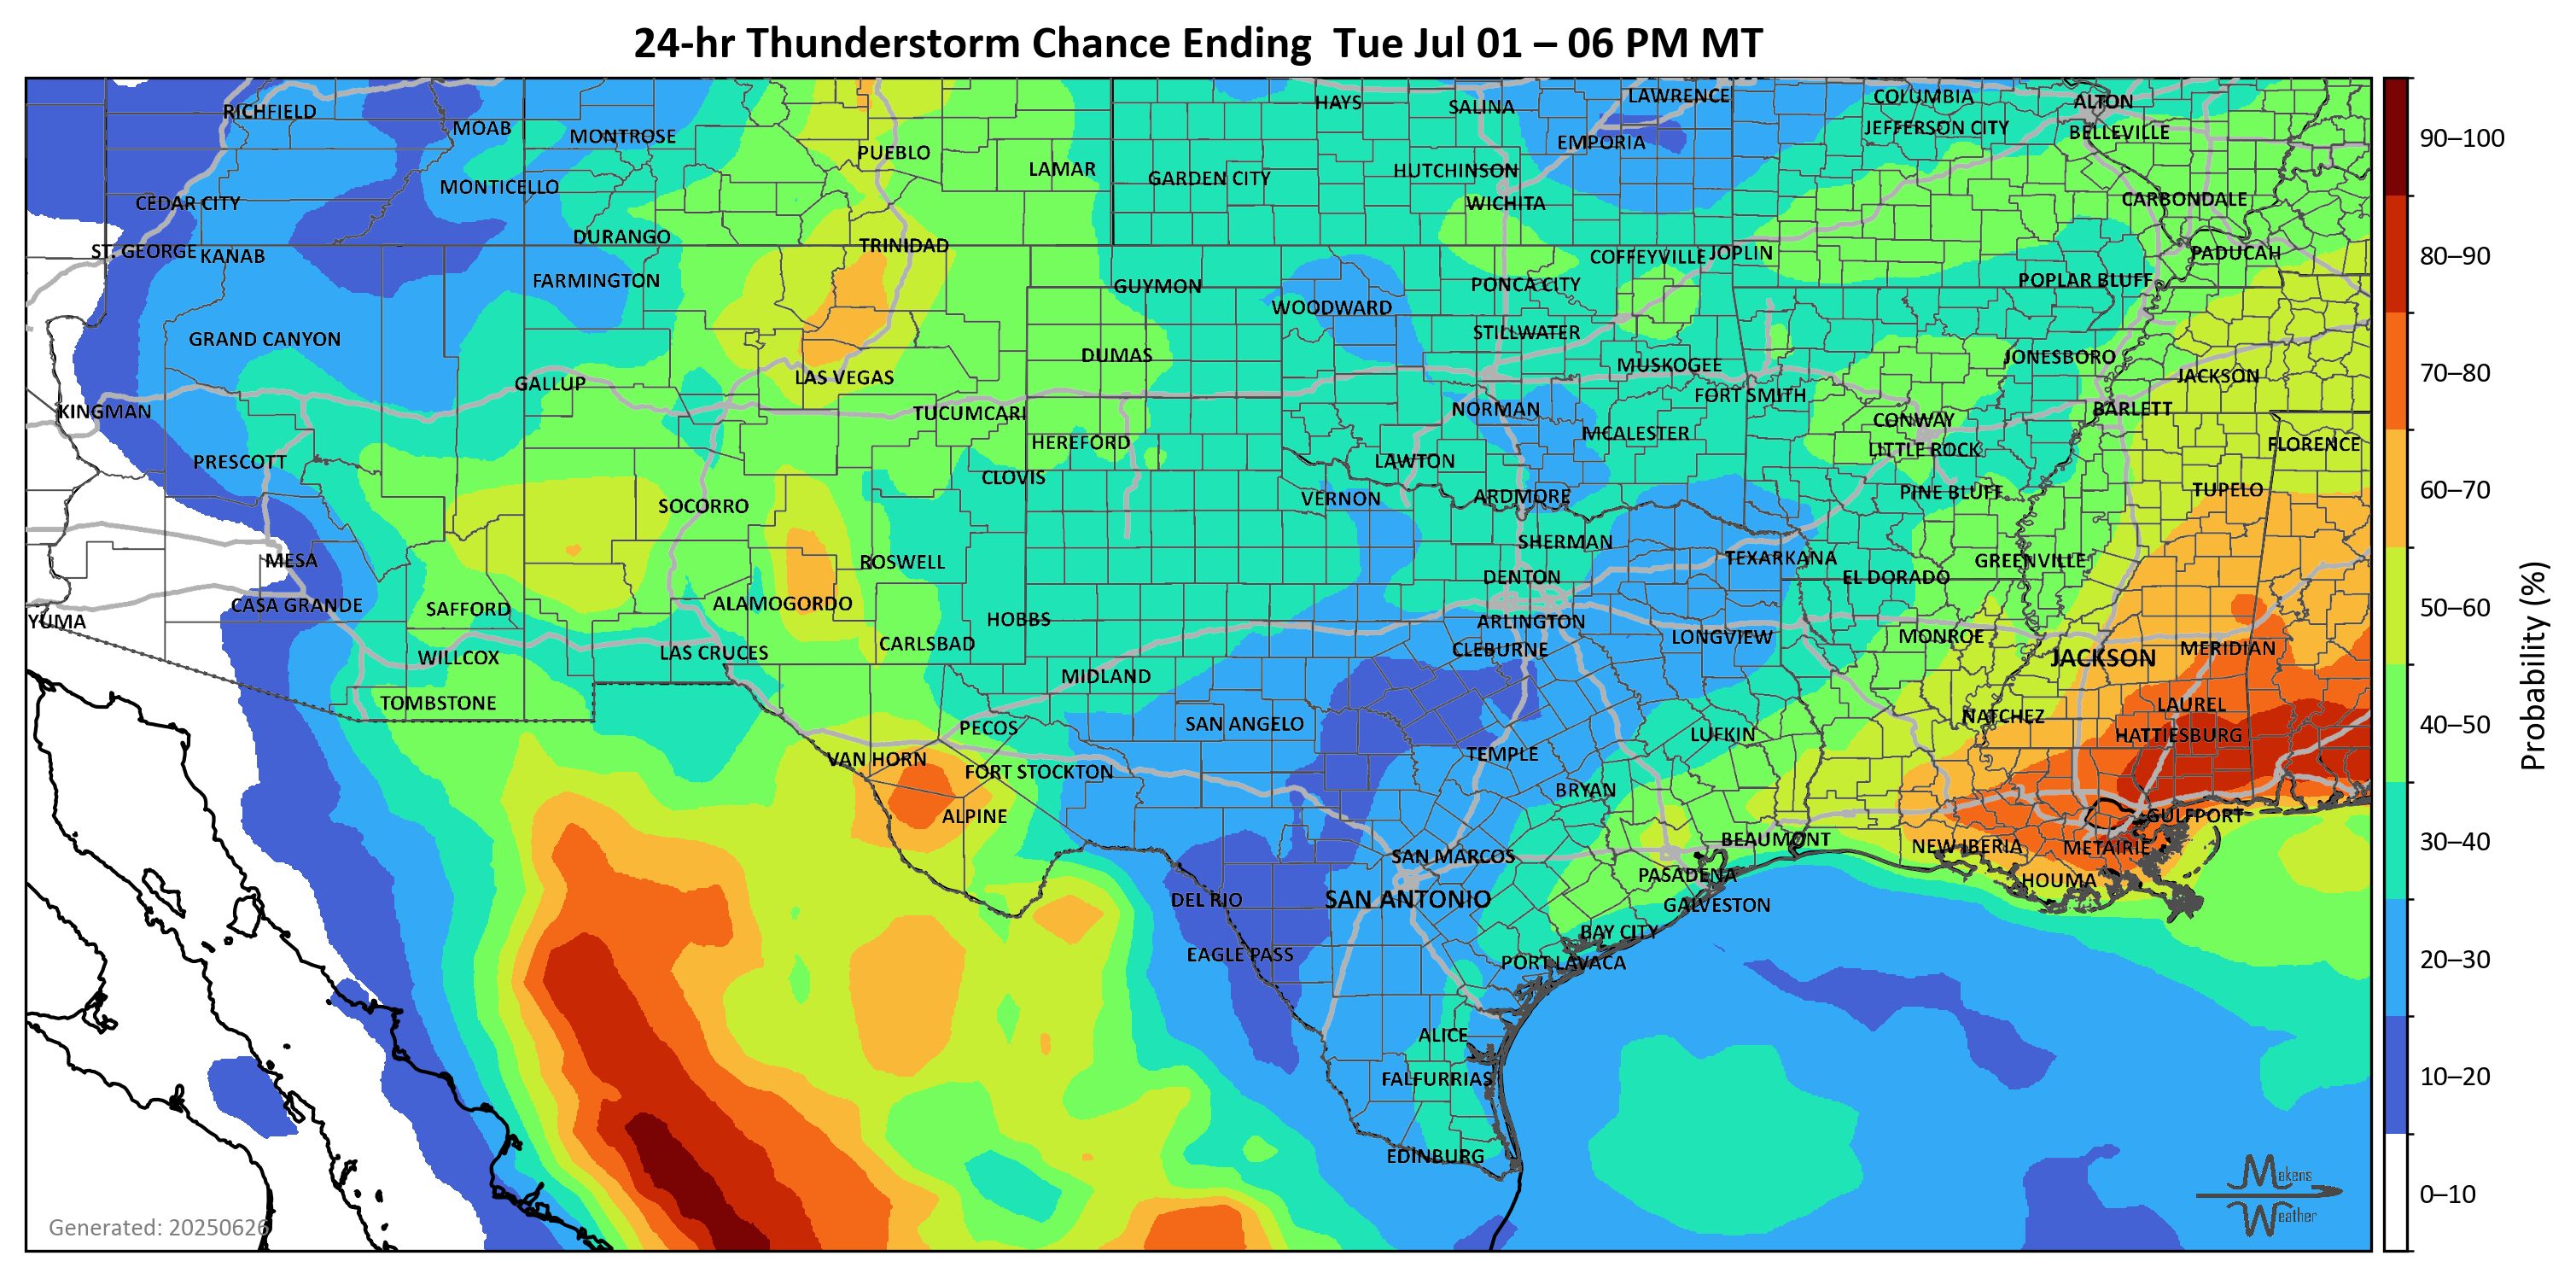 24-hr Thunderstorm Chance Ending  Tue Jul 01 – 06 PM MT
RICHFIELD
MOAB
MONTROSE
PUEBLO
LAMAR
HAYS
SALINA
LAWRENCE
COLUMBIA
ALTON
JEFFERSON CITY
BELLEVILLE
EMPORIA
HUTCHINSON
GARDEN CITY
MONTICELLO
CEDAR CITY
WICHITA
CARBONDALE
DURANGO
TRINIDAD
ST. GEORGE
KANAB
COFFEYVILLE
JOPLIN
PADUCAH
FARMINGTON
GUYMON
PONCA CITY
POPLAR BLUFF
WOODWARD
GRAND CANYON
STILLWATER
DUMAS
MUSKOGEE
JONESBORO
GALLUP
LAS VEGAS
JACKSON
FORT SMITH
KINGMAN
TUCUMCARI
NORMAN
BARLETT
CONWAY
HEREFORD
MCALESTER
LITTLE ROCK
FLORENCE
PRESCOTT
LAWTON
CLOVIS
SOCORRO
VERNON
ARDMORE
PINE BLUFF
TUPELO
MESA
ROSWELL
SHERMAN
TEXARKANA
GREENVILLE
DENTON
EL DORADO
CASA GRANDE
SAFFORD
ALAMOGORDO
YUMA
HOBBS
ARLINGTON
LONGVIEW
MONROE
WILLCOX
LAS CRUCES
CARLSBAD
CLEBURNE
JACKSON
MERIDIAN
MIDLAND
TOMBSTONE
LAUREL
PECOS
SAN ANGELO
NATCHEZ
LUFKIN
HATTIESBURG
VAN HORN
FORT STOCKTON
TEMPLE
BRYAN
ALPINE
GULFPORT
BEAUMONT
NEW IBERIA
METAIRIE
SAN MARCOS
PASADENA
HOUMA
DEL RIO
SAN ANTONIO
GALVESTON
BAY CITY
EAGLE PASS
PORT LAVACA
ALICE
FALFURRIAS
EDINBURG
Generated: 20250626
Makens
Weather
90–100
80–90
70–80
60–70
50–60
40–50
30–40
20–30
10–20
0–10
Probability (%)